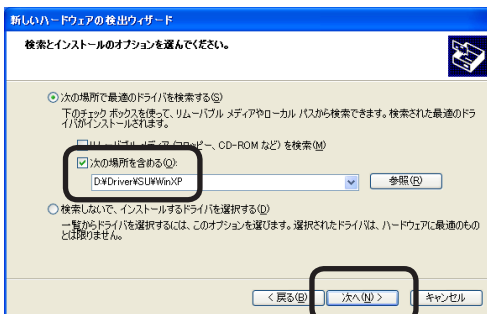 新しいハードウェアの検出ウィザード
検索とインストールのオプションを選んでください。
次の場所で最適のドライバを検索する(S)
下のチェック ボックスを使って、リムーバブル メディアやローカル パスから検索できます。検索された最適のドラ
イバがインストールされます。
リムーバブル メディア (フロッピー、CD-ROM など) を検索(M)
次の場所を含める(O):
D:¥Driver¥SU¥WinXP
参照(R)
検索しないで、インストールするドライバを選択する(D)
一覧からドライバを選択するには、このオプションを選びます。選択されたドライバは、ハードウェアに最適のもの
とは限りません。
< 戻る(B) 次へ(N) > キャンセル